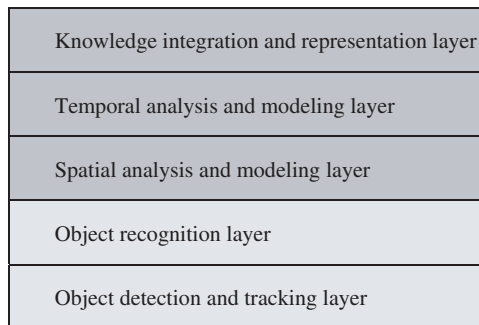 Knowledge integration and representation layer
Temporal analysis and modeling layer
Spatial analysis and modeling layer
Object recognition layer
Object detection and tracking layer